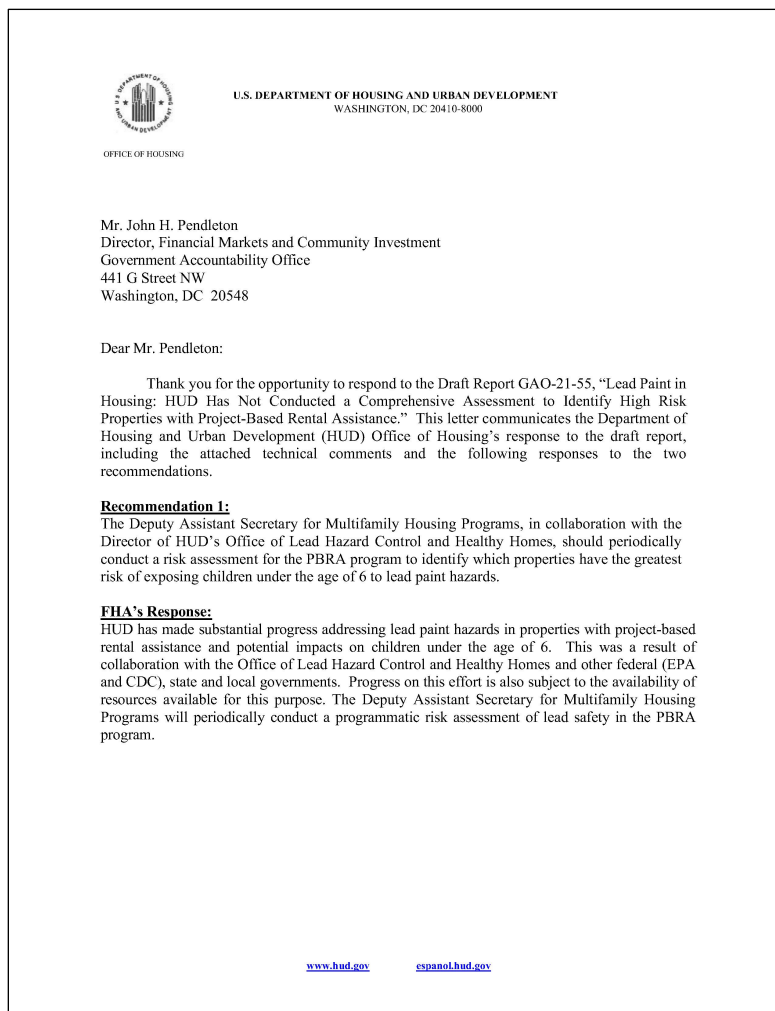 U.S. DEPARTMENT OF HOUSING AND URBAN DEVELOPMENT
U.S. DEPARTMENT OF HOUSING AND URBAN DEVELOPMENT
WASHINGTON, DC 20410-8000
OFFICE OF HOUSING
Mr. John H. Pendleton
Director, Financial Markets and Community Investment
Government Accountability Office
441 G Street NW
Washington, DC 20548
Dear Mr. Pendleton:
Thank you for the opportunity to respond to the Draft Report GAO-21-55, “Lead Paint in
Housing: HUD Has Not Conducted a Comprehensive Assessment to Identify High Risk
Properties with Project-Based Rental Assistance.” This letter communicates the Department of
Housing and Urban Development (HUD) Office of Housing’s response to the draft report,
including the attached technical comments and the following responses to the two
recommendations.
Recommendation 1:
The Deputy Assistant Secretary for Multifamily Housing Programs, in collaboration with the
Director of HUD’s Office of Lead Hazard Control and Healthy Homes, should periodically
conduct a risk assessment for the PBRA program to identify which properties have the greatest
risk of exposing children under the age of 6 to lead paint hazards.
FHA’s Response:
HUD has made substantial progress addressing lead paint hazards in properties with project-based
rental assistance and potential impacts on children under the age of 6. This was a result of
collaboration with the Office of Lead Hazard Control and Healthy Homes and other federal (EPA
and CDC), state and local governments. Progress on this effort is also subject to the availability of
resources available for this purpose. The Deputy Assistant Secretary for Multifamily Housing
Programs will periodically conduct a programmatic risk assessment of lead safety in the PBRA
program.
www.hud.gov espanol.hud.gov